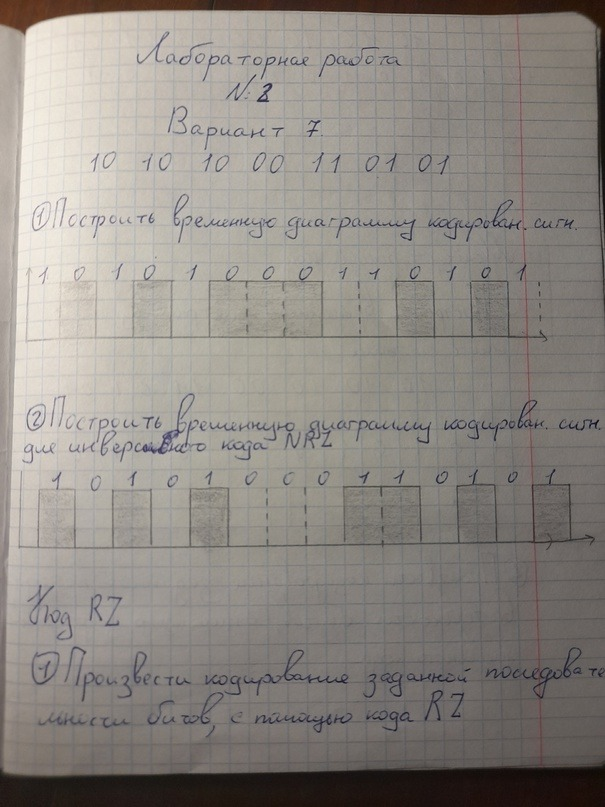 Лабораторная работа
№: 8
Вариант 7.
10 10 10 00 11 01 01
① Построить временную диаграмму кодирован. сигн.
1 0 1 0 1 0 0 0 1 1 0 1 0 1
② Построить временную диаграмму кодирован. сигн.
для инверсного кода NRZ
1 0 1 0 1 0 0 0 1 1 0 1 0 1
Код RZ
① Произвести кодирование заданной последовате
льности битов, с помощью кода RZ